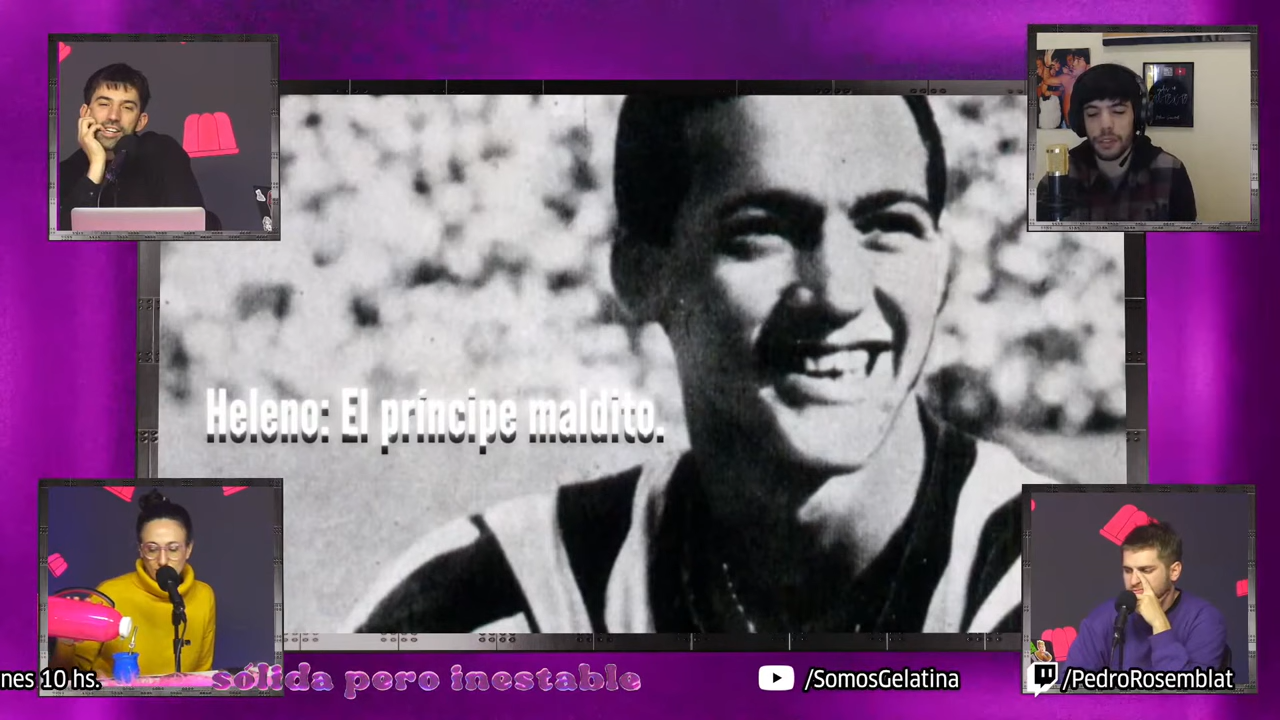 Heleno: El príncipe maldito.
nes 10 hs.
sólida pero inestable
/SomosGelatina
/PedroRosemblat